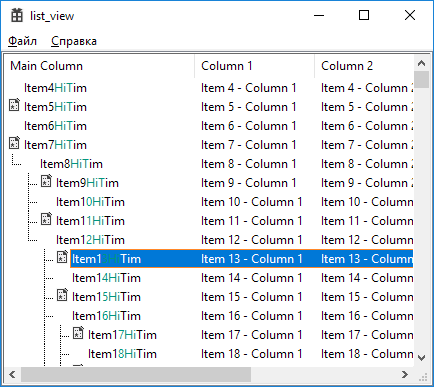 list_view
Файл Справка
Main Column Column 1 Column 2
Item4HiTim Item 4 - Column 1 Item 4 - Column 2
Item5HiTim Item 5 - Column 1 Item 5 - Column 2
Item6HiTim Item 6 - Column 1 Item 6 - Column 2
Item7HiTim Item 7 - Column 1 Item 7 - Column 2
Item8HiTim Item 8 - Column 1 Item 8 - Column 2
Item9HiTim Item 9 - Column 1 Item 9 - Column 2
Item10HiTim Item 10 - Column 1 Item 10 - Column
Item11HiTim Item 11 - Column 1 Item 11 - Column
Item12HiTim Item 12 - Column 1 Item 12 - Column
Item13HiTim Item 13 - Column 1 Item 13 - Column
Item14HiTim Item 14 - Column 1 Item 14 - Column
Item15HiTim Item 15 - Column 1 Item 15 - Column
Item16HiTim Item 16 - Column 1 Item 16 - Column
Item17HiTim Item 17 - Column 1 Item 17 - Column
Item18HiTim Item 18 - Column 1 Item 18 - Column